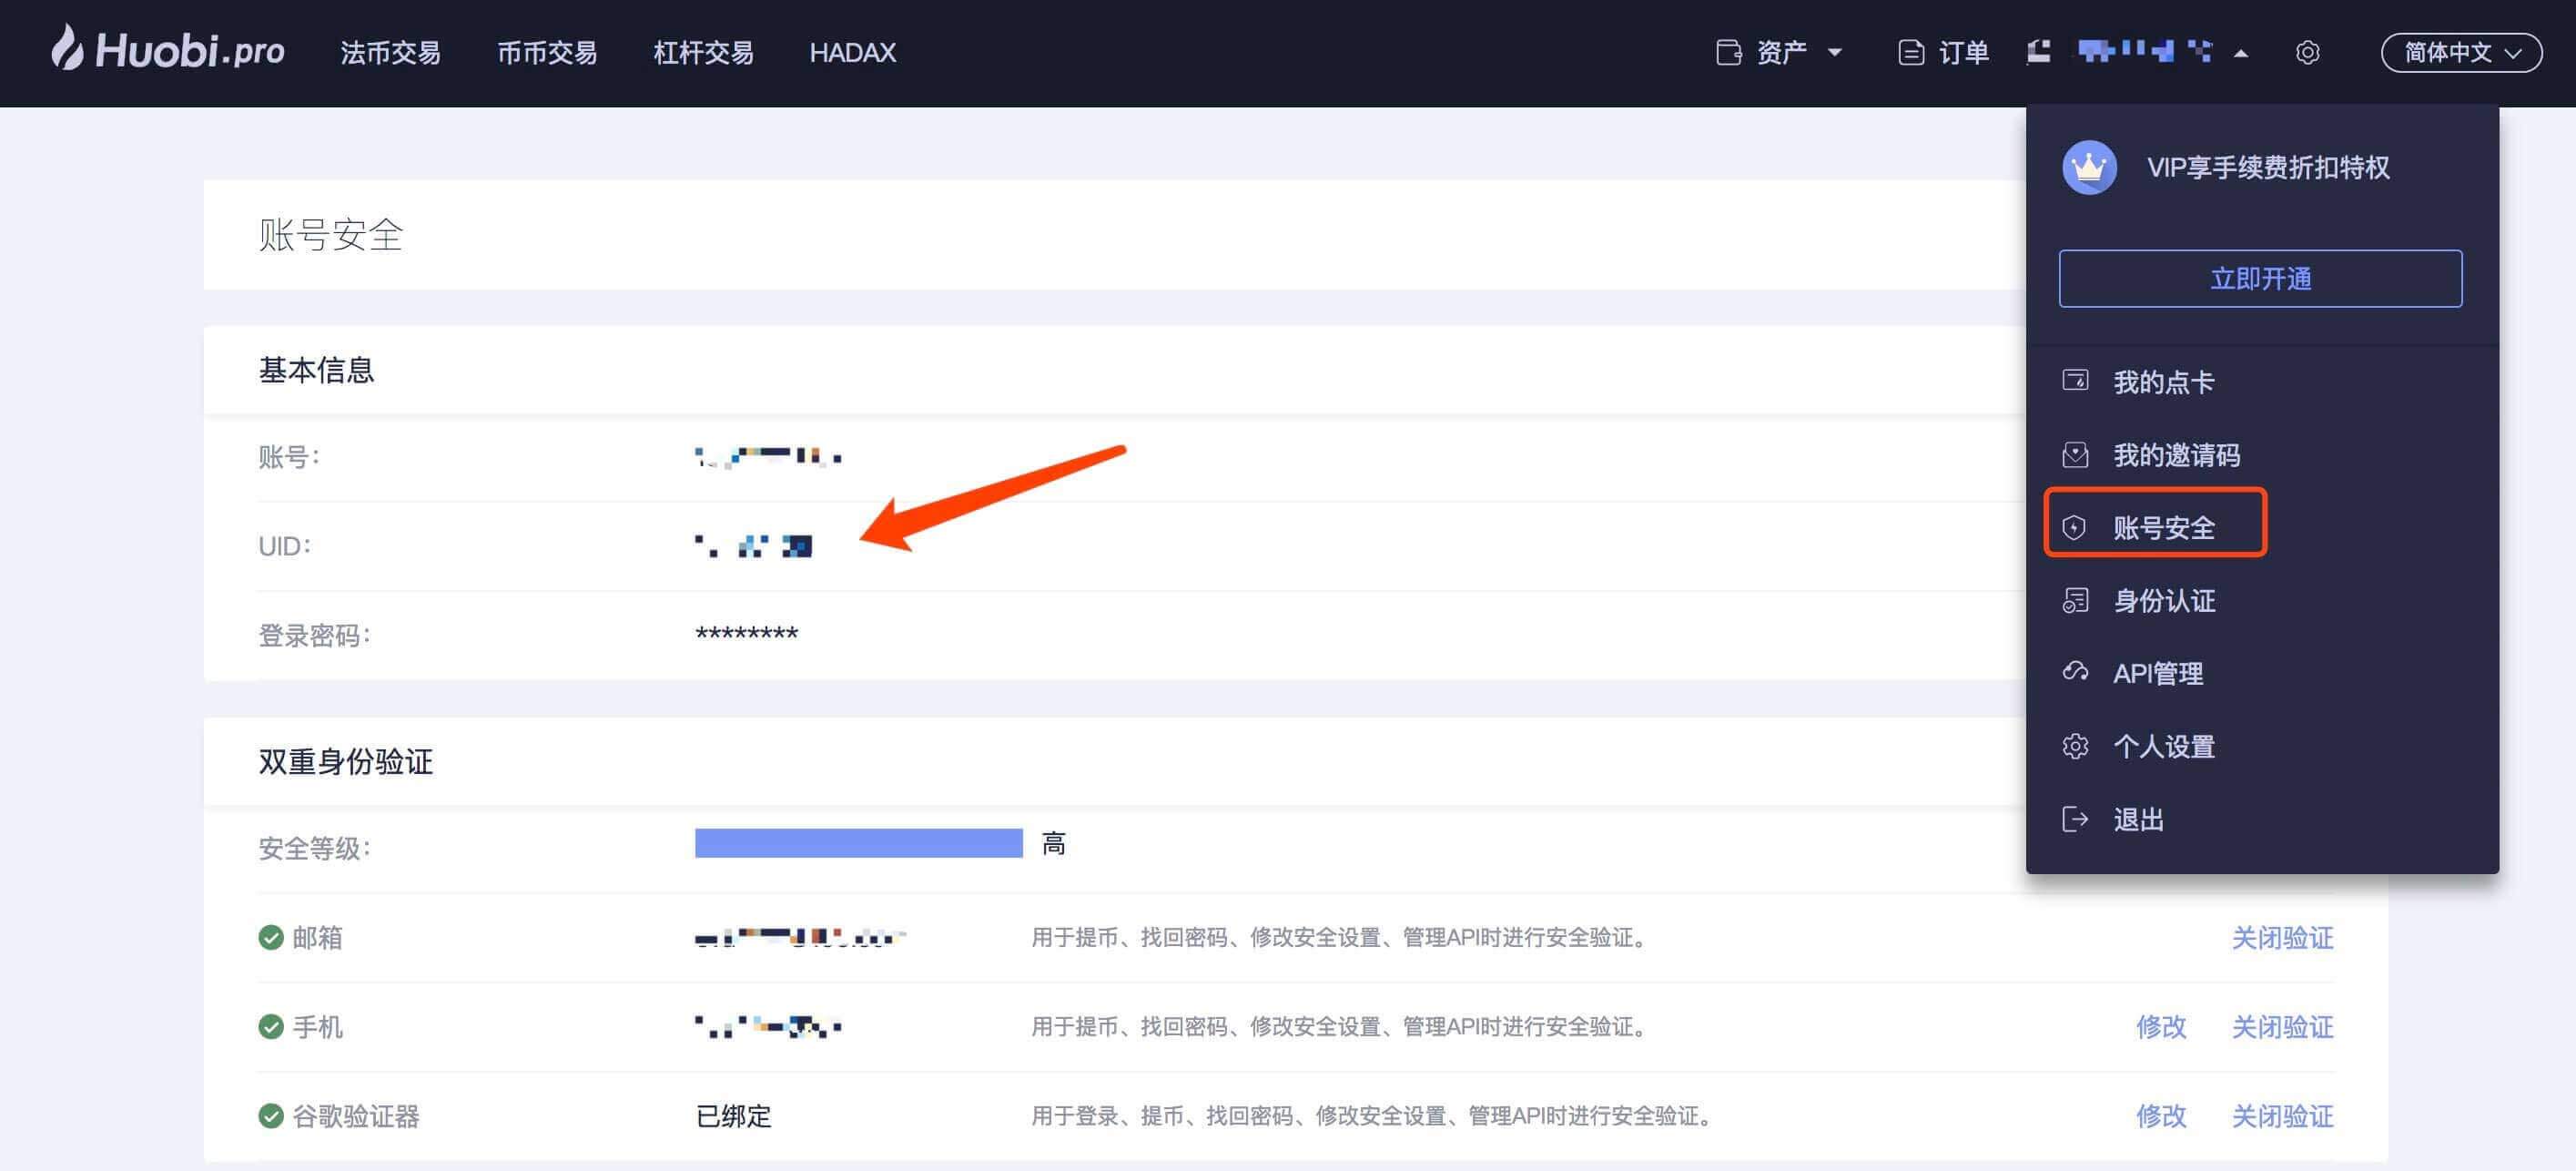 Huobi.pro 法币交易 币币交易 杠杆交易 HADAX 资产 订单 简体中文
VIP享手续费折扣特权
立即开通
我的点卡
我的邀请码
账号安全
身份认证
API管理
个人设置
退出
账号安全
基本信息
账号：
UID：
登录密码： ********
双重身份验证
安全等级： 高
邮箱 用于提币、找回密码、修改安全设置、管理API时进行安全验证。 关闭验证
手机 用于提币、找回密码、修改安全设置、管理API时进行安全验证。 修改 关闭验证
谷歌验证器 已绑定 用于登录、提币、找回密码、修改安全设置、管理API时进行安全验证。 修改 关闭验证